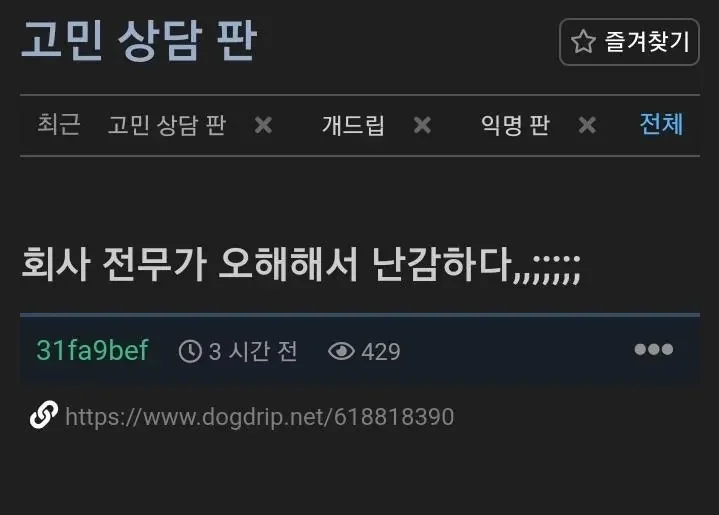 고민 상담 판
즐겨찾기
최근 고민 상담 판 × 개드립 × 익명 판 × 전체
회사 전무가 오해해서 난감하다,,;;;;;
31fa9bef 3 시간 전 429 •••
https://www.dogdrip.net/618818390